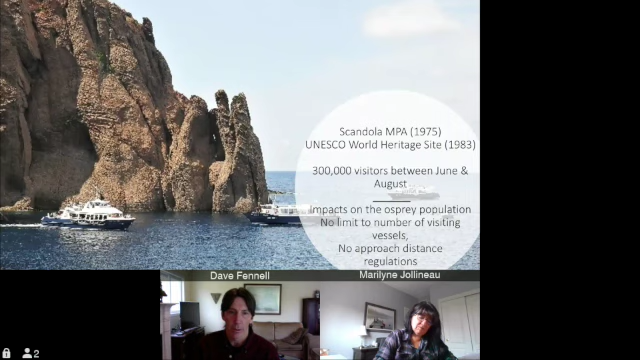 Scandola MPA (1975)
UNESCO World Heritage Site (1983)
300,000 visitors between June &
August
Impacts on the osprey population
No limit to number of visiting
vessels,
No approach distance
regulations
Dave Fennell
Marilyne Jollineau
2